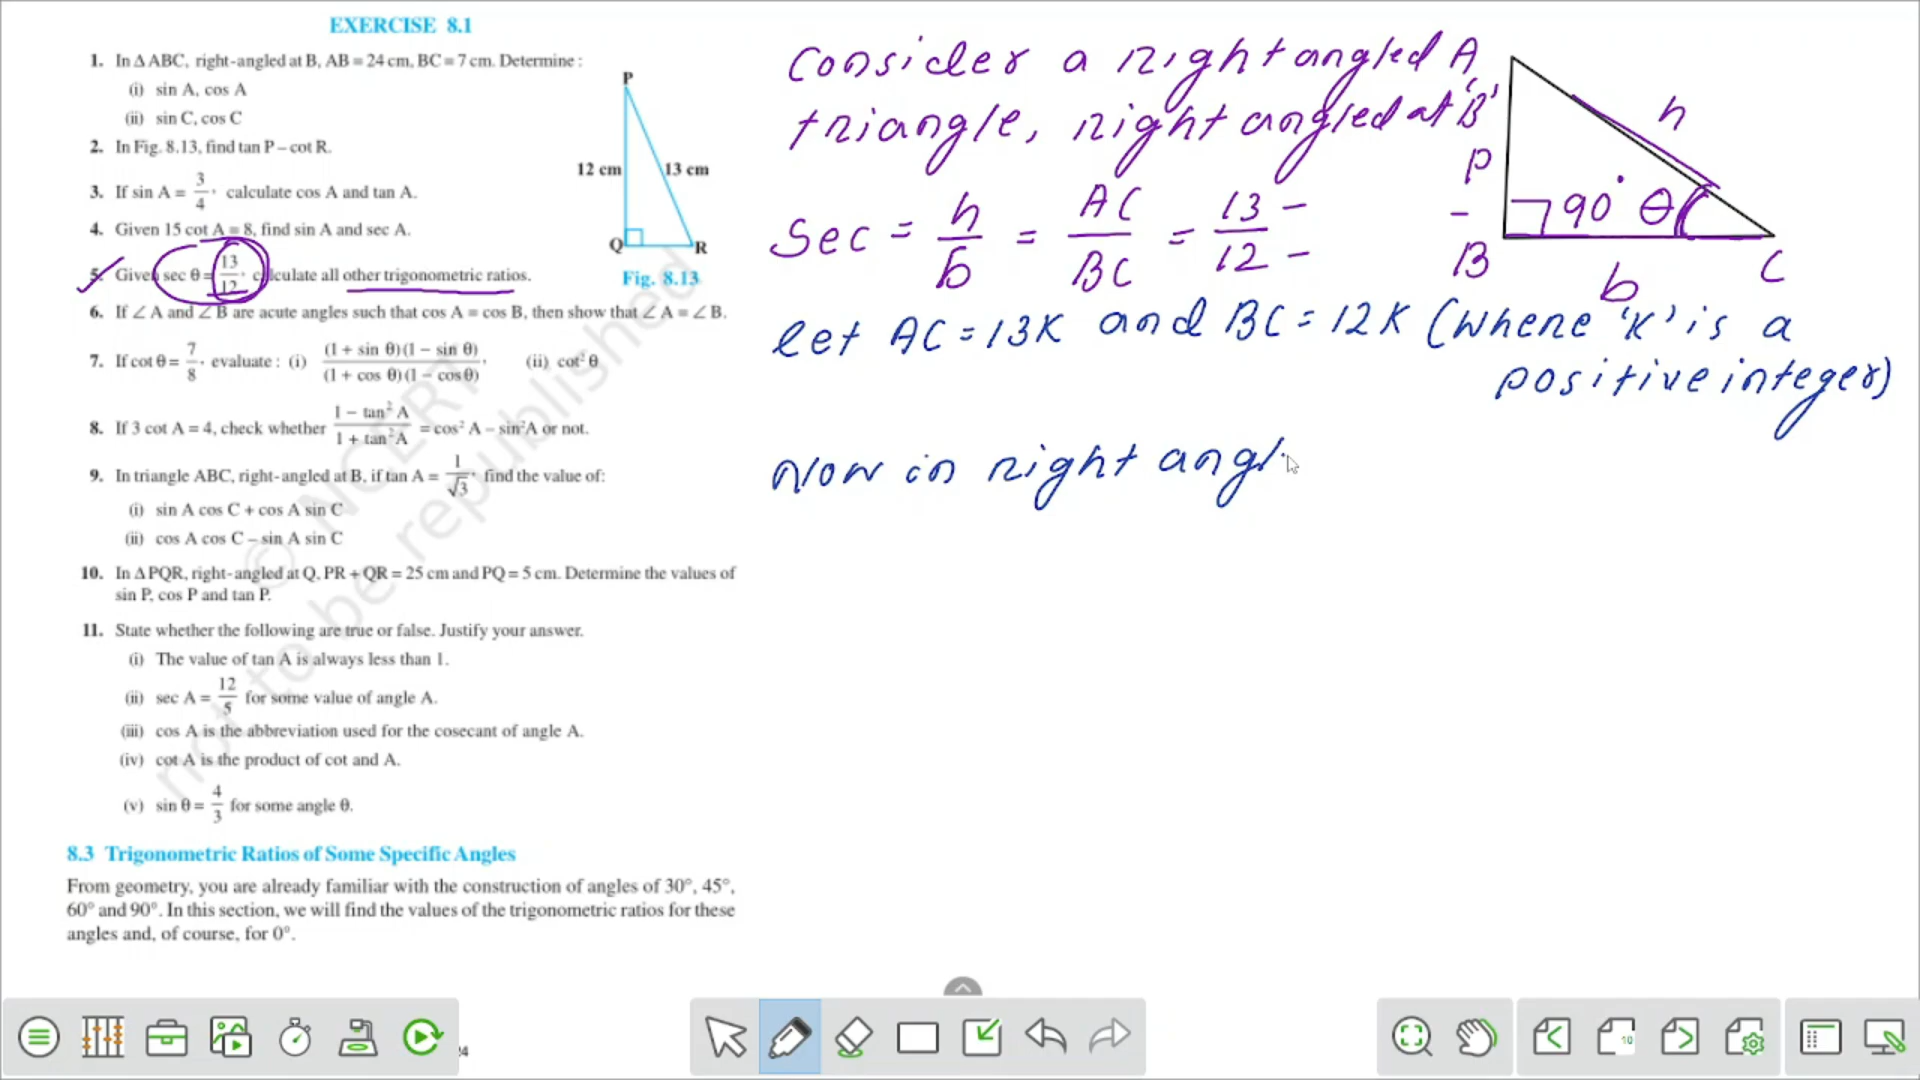 EXERCISE 8.1
1. In Δ ABC, right-angled at B, AB = 24 cm, BC = 7 cm. Determine :
(i) sin A, cos A
(ii) sin C, cos C
2. In Fig. 8.13, find tan P – cot R.
3. If sin A = 3/4, calculate cos A and tan A.
4. Given 15 cot A = 8, find sin A and sec A.
5. Given sec θ = 13/12, calculate all other trigonometric ratios.
6. If ∠ A and ∠ B are acute angles such that cos A = cos B, then show that ∠ A = ∠ B.
7. If cot θ = 7/8, evaluate : (i) (1 + sin θ)(1 – sin θ)/(1 + cos θ)(1 – cos θ), (ii) cot² θ
8. If 3 cot A = 4, check whether 1 – tan² A/1 + tan² A = cos² A – sin² A or not.
9. In triangle ABC, right-angled at B, if tan A = 1/√3, find the value of:
(i) sin A cos C + cos A sin C
(ii) cos A cos C – sin A sin C
10. In Δ PQR, right-angled at Q, PR + QR = 25 cm and PQ = 5 cm. Determine the values of
sin P, cos P and tan P.
11. State whether the following are true or false. Justify your answer.
(i) The value of tan A is always less than 1.
(ii) sec A = 12/5 for some value of angle A.
(iii) cos A is the abbreviation used for the cosecant of angle A.
(iv) cot A is the product of cot and A.
(v) sin θ = 4/3 for some angle θ.
8.3 Trigonometric Ratios of Some Specific Angles
From geometry, you are already familiar with the construction of angles of 30°, 45°,
60° and 90°. In this section, we will find the values of the trigonometric ratios for these
angles and, of course, for 0°.
P
12 cm
13 cm
Q
R
Fig. 8.13
© NCERT
not to be republished
Consider a right angled
triangle, right angled at 'B'
Sec = h/b = AC/BC = 13/12
let AC = 13K and BC = 12K (where 'K' is a
positive integer)
Now in right angl
A
h
P
90° θ
B
b
C
24
10